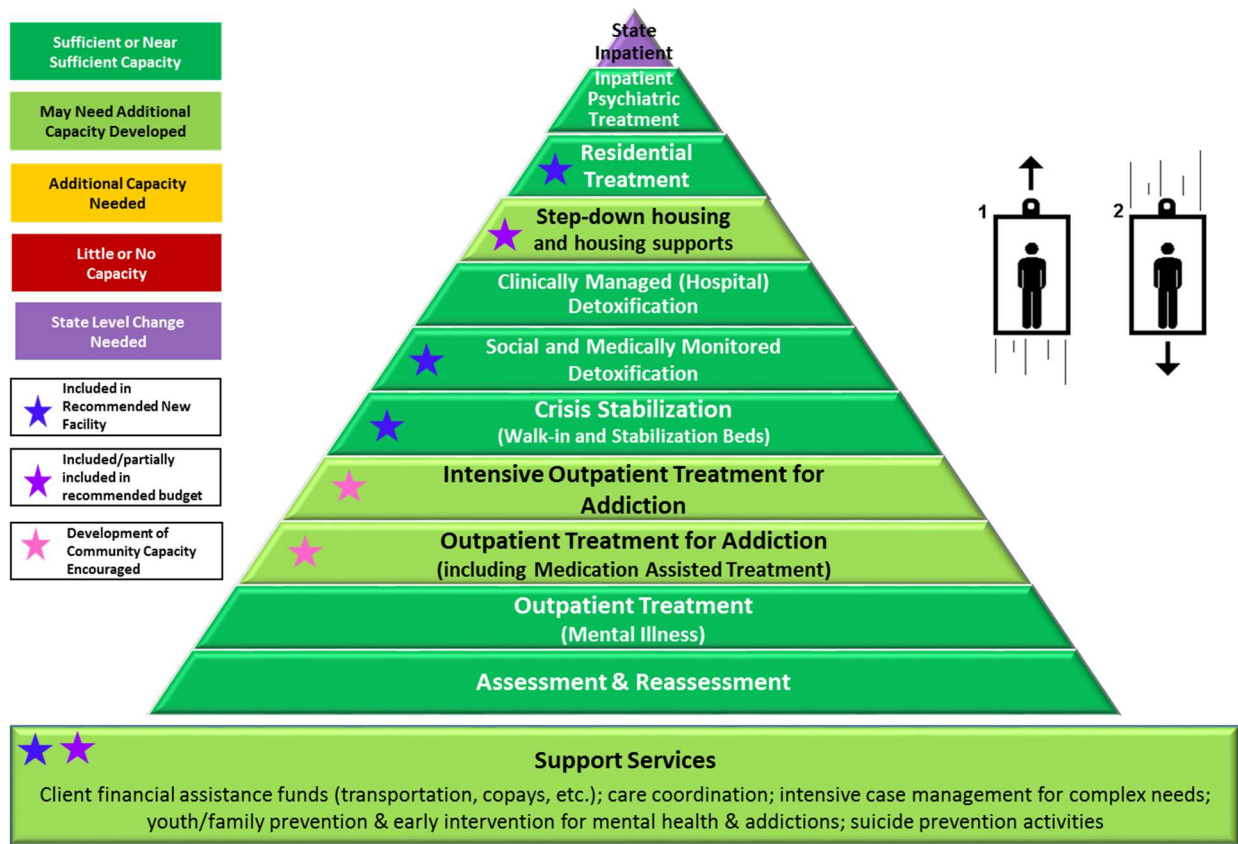 Sufficient or Near
Sufficient Capacity
May Need Additional
Capacity Developed
Additional Capacity
Needed
Little or No
Capacity
State Level Change
Needed
Included in
Recommended New
Facility
Included/partially
included in
recommended budget
Development of
Community Capacity
Encouraged
State
Inpatient
Inpatient
Psychiatric
Treatment
Residential
Treatment
Step-down housing
and housing supports
Clinically Managed (Hospital)
Detoxification
Social and Medically Monitored
Detoxification
Crisis Stabilization
(Walk-in and Stabilization Beds)
Intensive Outpatient Treatment for
Addiction
Outpatient Treatment for Addiction
(including Medication Assisted Treatment)
Outpatient Treatment
(Mental Illness)
Assessment & Reassessment
1
2
Support Services
Client financial assistance funds (transportation, copays, etc.); care coordination; intensive case management for complex needs;
youth/family prevention & early intervention for mental health & addictions; suicide prevention activities